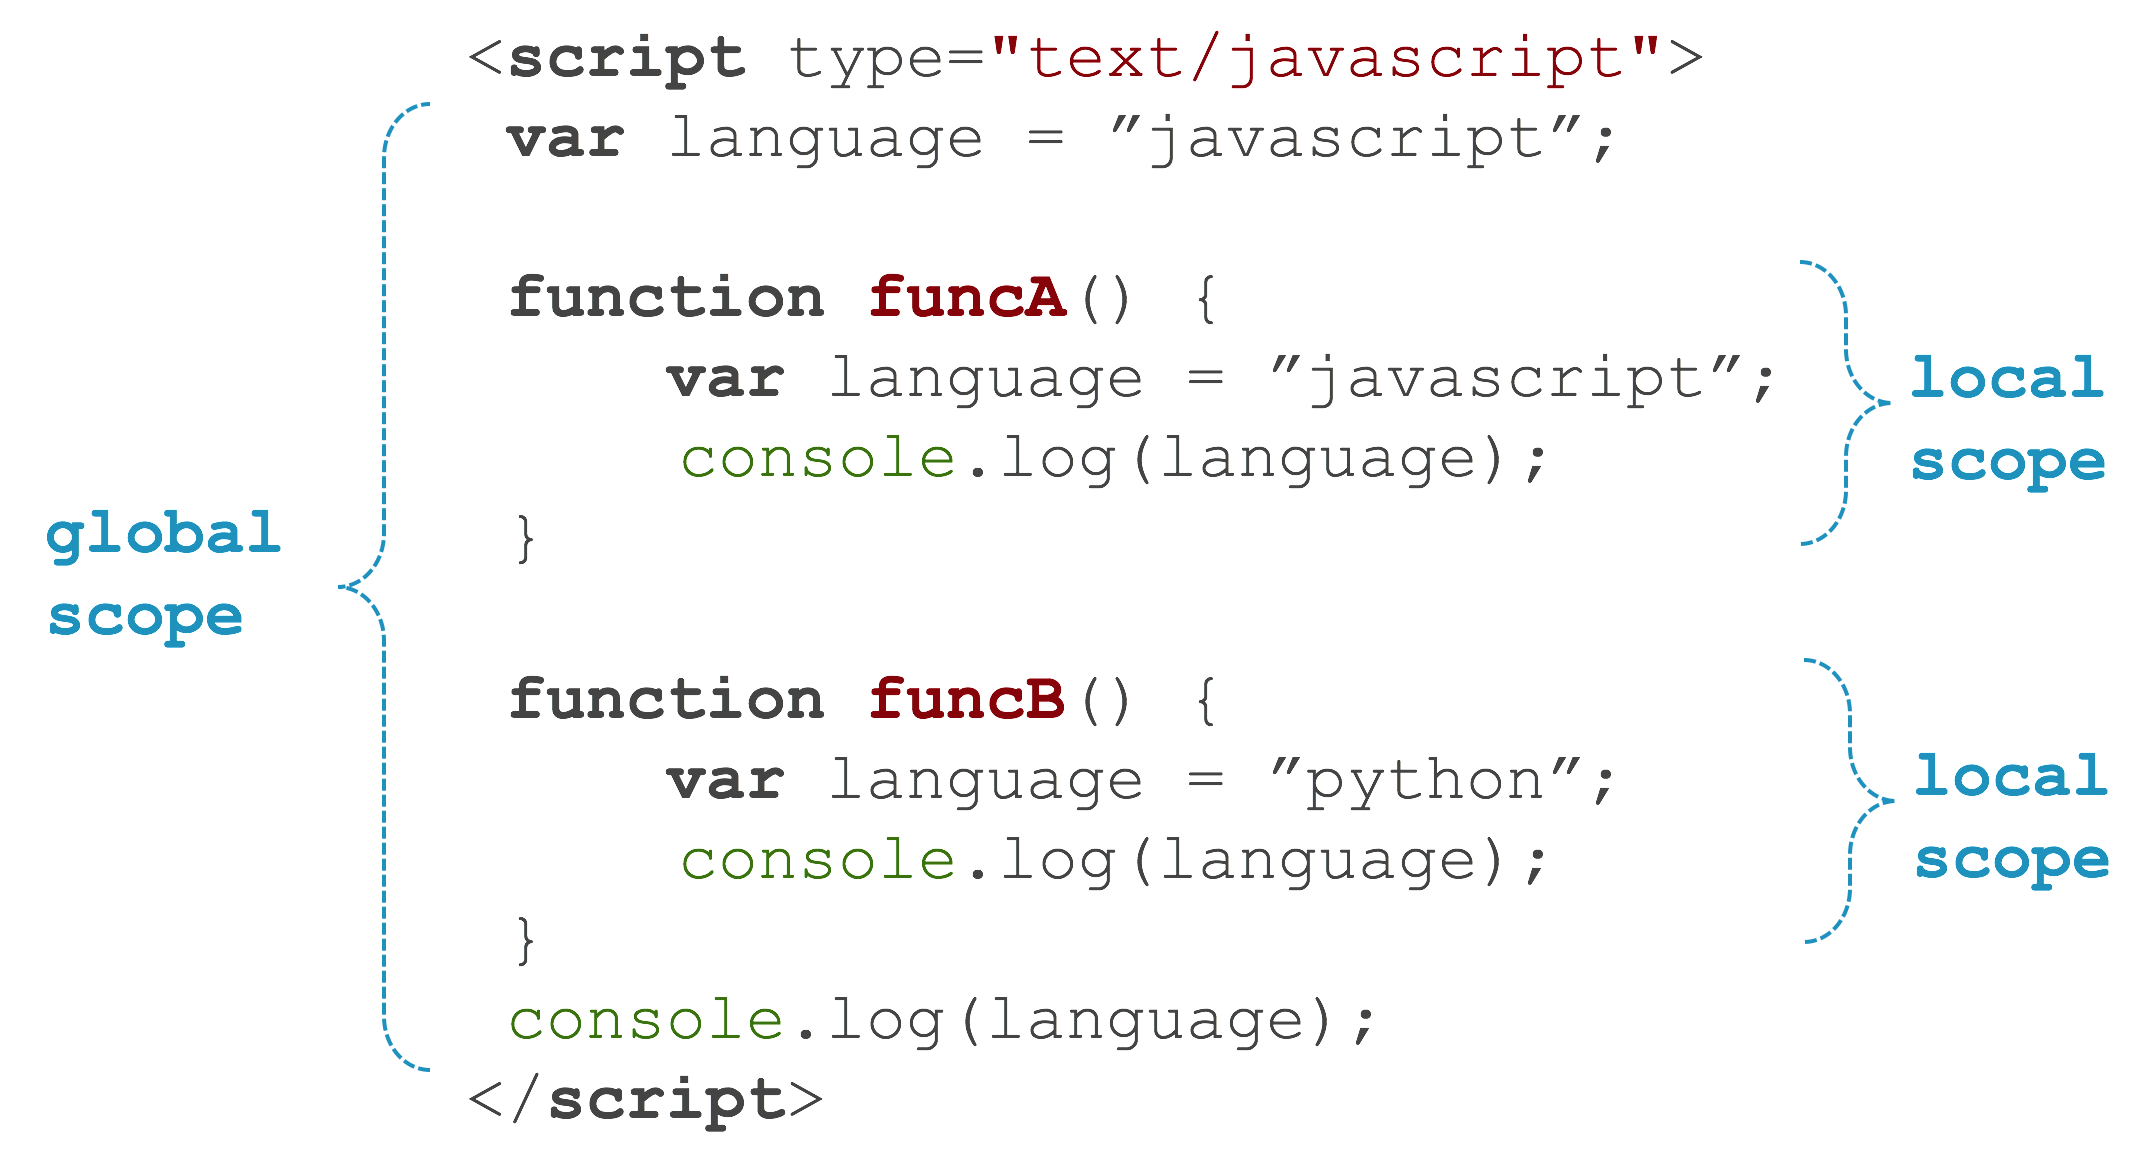 <script type="text/javascript">
var language = ”javascript”;
function funcA() {
var language = ”javascript”;
console.log(language);
}
function funcB() {
var language = ”python”;
console.log(language);
}
console.log(language);
</script>
global
scope
local
scope
local
scope